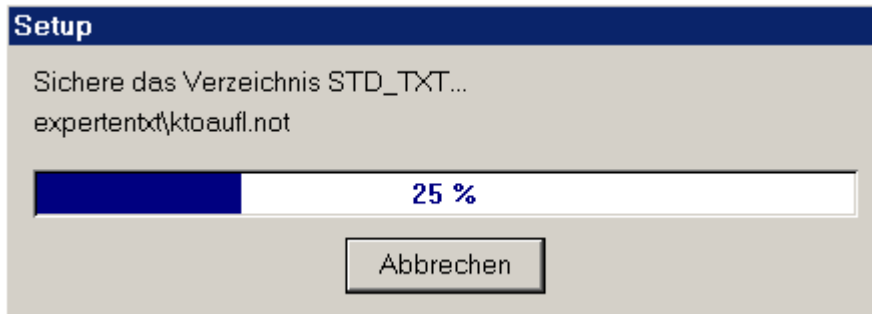 Setup
Sichere das Verzeichnis STD_TXT...
expertentxt\ktoaufl.not
25 %
Abbrechen